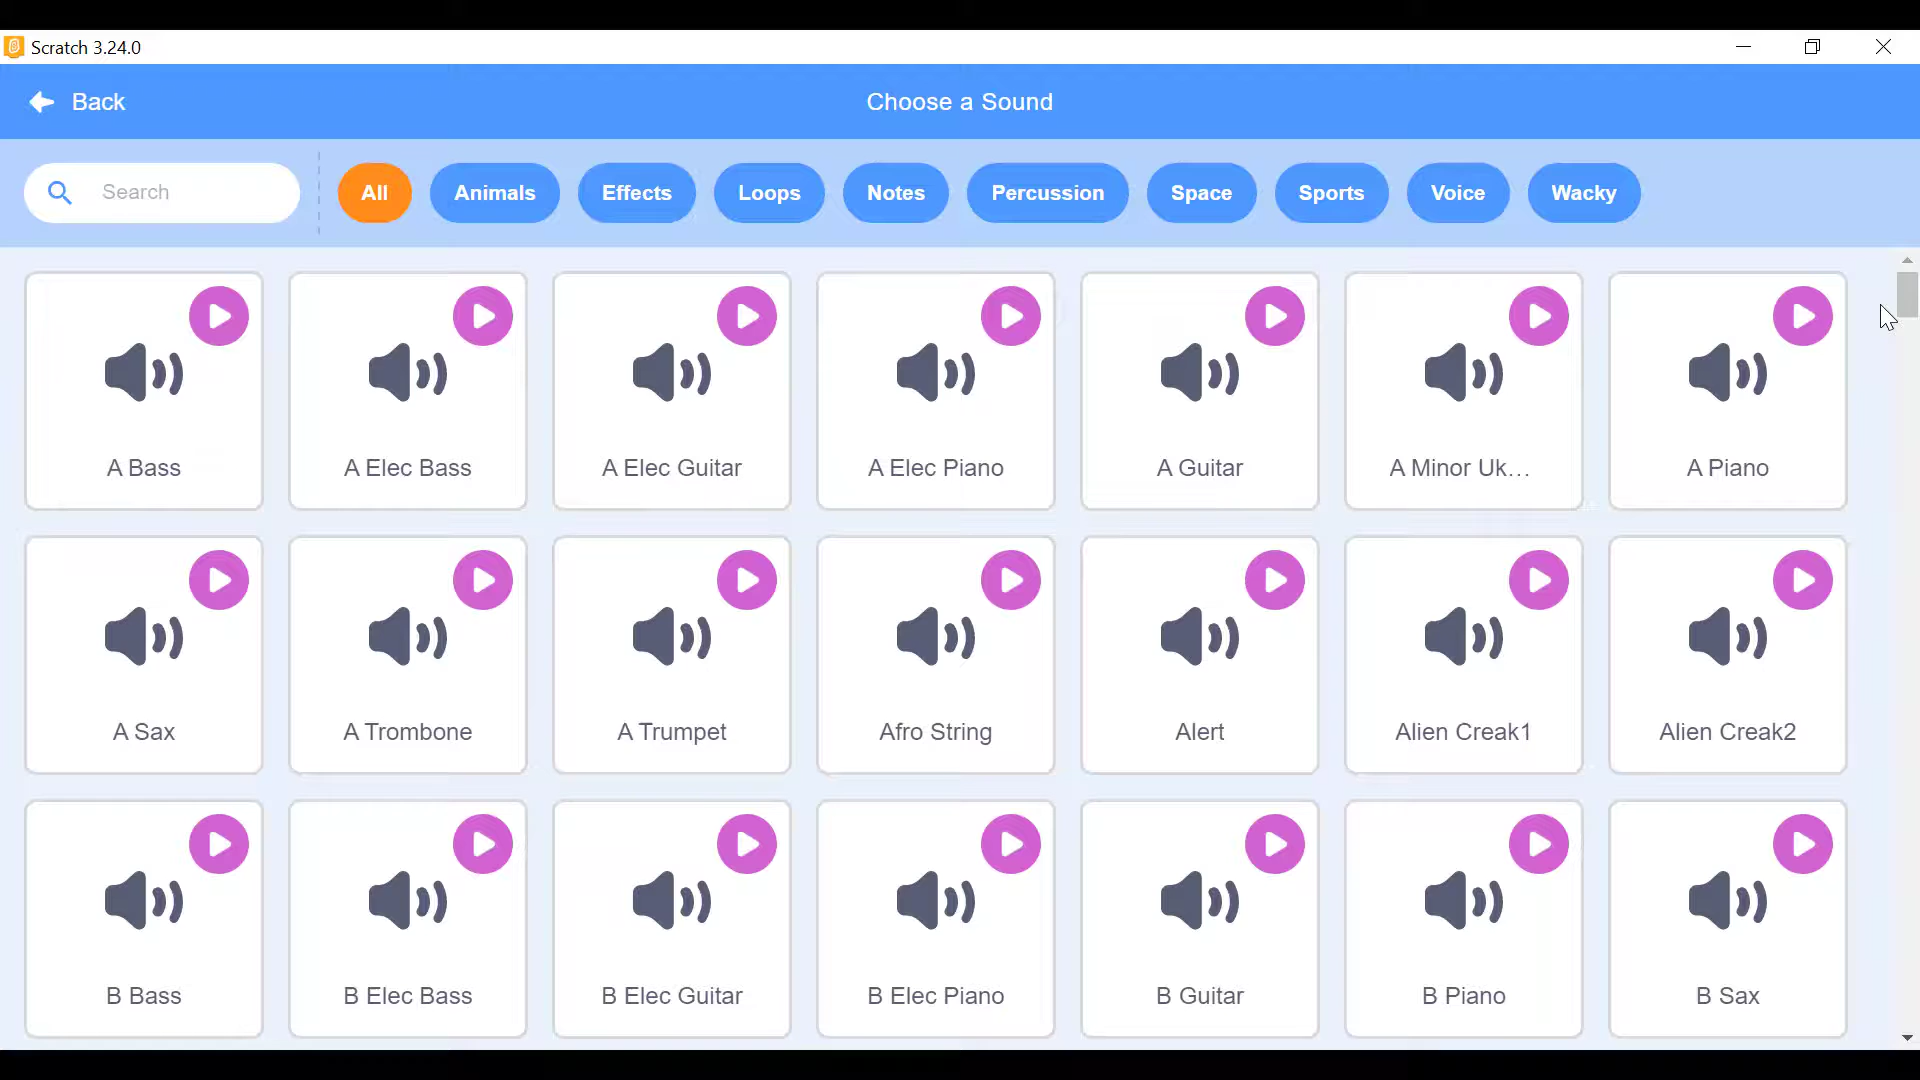 Scratch 3.24.0
Back
Choose a Sound
Search
All Animals Effects Loops Notes Percussion Space Sports Voice Wacky
A Bass A Elec Bass A Elec Guitar A Elec Piano A Guitar A Minor Uk... A Piano
A Sax A Trombone A Trumpet Afro String Alert Alien Creak1 Alien Creak2
B Bass B Elec Bass B Elec Guitar B Elec Piano B Guitar B Piano B Sax